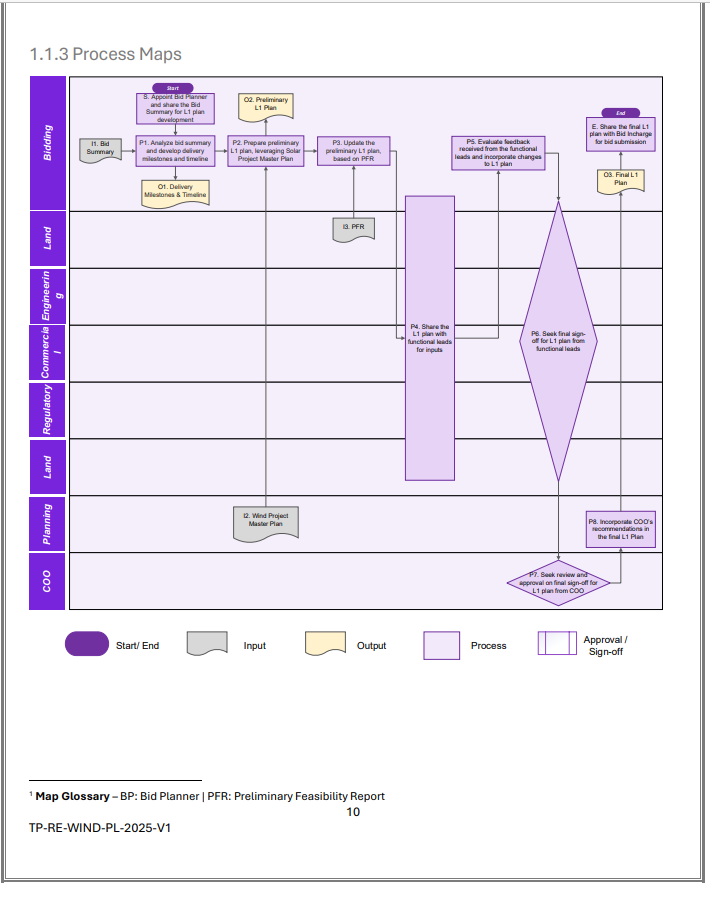 1.1.3 Process Maps
Bidding
Start
S. Appoint Bid Planner
and share the Bid
Summary for L1 plan
development
O2. Preliminary
L1 Plan
End
E. Share the final L1
plan with Bid Incharge
for bid submission
I1. Bid
Summary
P1. Analyze bid summary
and develop delivery
milestones and timeline
P2. Prepare preliminary
L1 plan, leveraging Solar
Project Master Plan
P3. Update the
preliminary L1 plan,
based on PFR
P5. Evaluate feedback
received from the functional
leads and incorporate changes
to L1 plan
O1. Delivery
Milestones & Timeline
O3. Final L1
Plan
Land
I3. PFR
Engineerin
g
Commercia
l
P4. Share the
L1 plan with
functional leads
for inputs
P6. Seek final sign-
off for L1 plan from
functional leads
Regulatory
Land
Planning
I2. Wind Project
Master Plan
P8. Incorporate COO's
recommendations in
the final L1 Plan
COO
P7. Seek review and
approval on final sign-off for
L1 plan from COO
Start/ End
Input
Output
Process
Approval /
Sign-off
1 Map Glossary – BP: Bid Planner | PFR: Preliminary Feasibility Report
10
TP-RE-WIND-PL-2025-V1